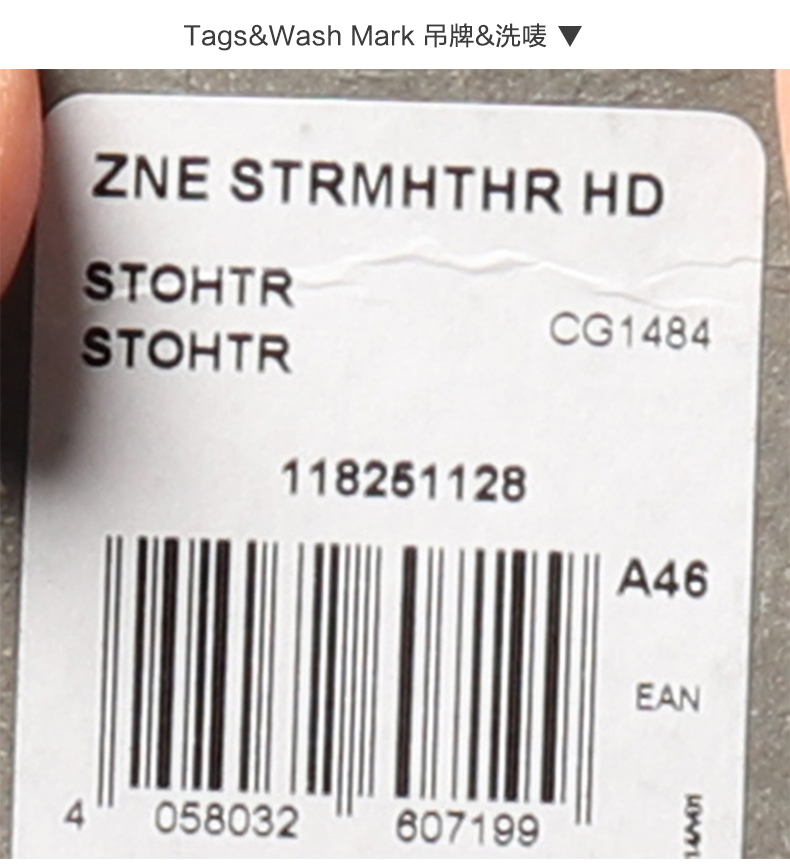 Tags&Wash Mark 吊牌&洗唛 ▼
ZNE STRMHTHR HD
STOHTR
STOHTR
CG1484
118251128
A46
EAN
4 058032 607199